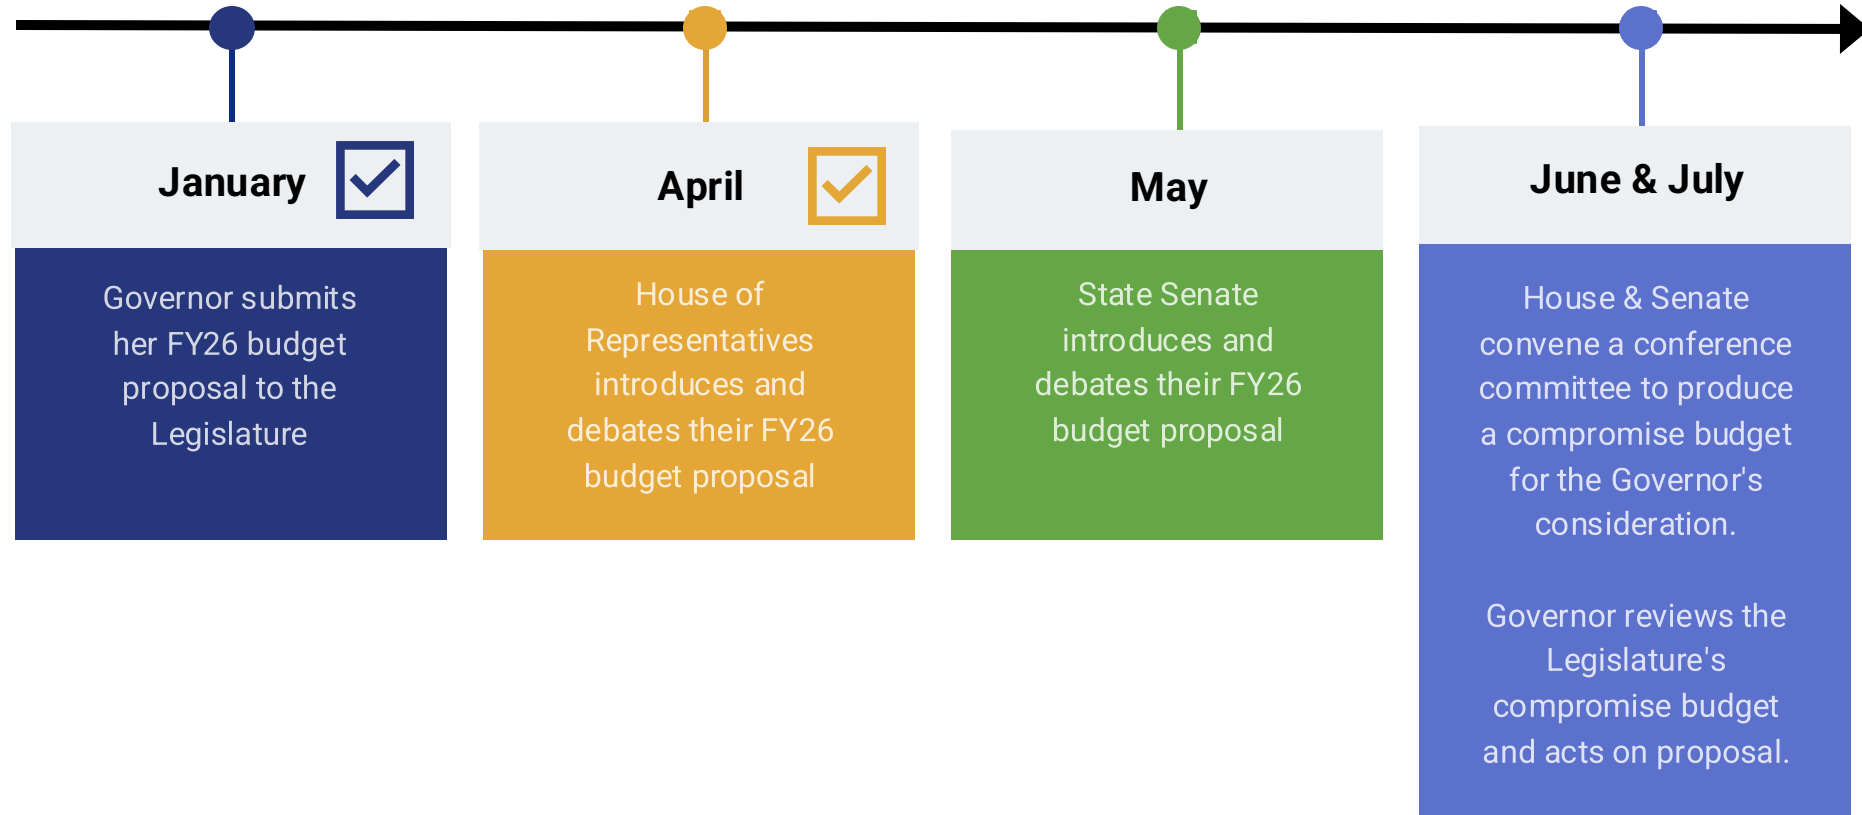 January
Governor submits
her FY26 budget
proposal to the
Legislature
April
House of
Representatives
introduces and
debates their FY26
budget proposal
May
State Senate
introduces and
debates their FY26
budget proposal
June & July
House & Senate
convene a conference
committee to produce
a compromise budget
for the Governor's
consideration.
Governor reviews the
Legislature's
compromise budget
and acts on proposal.